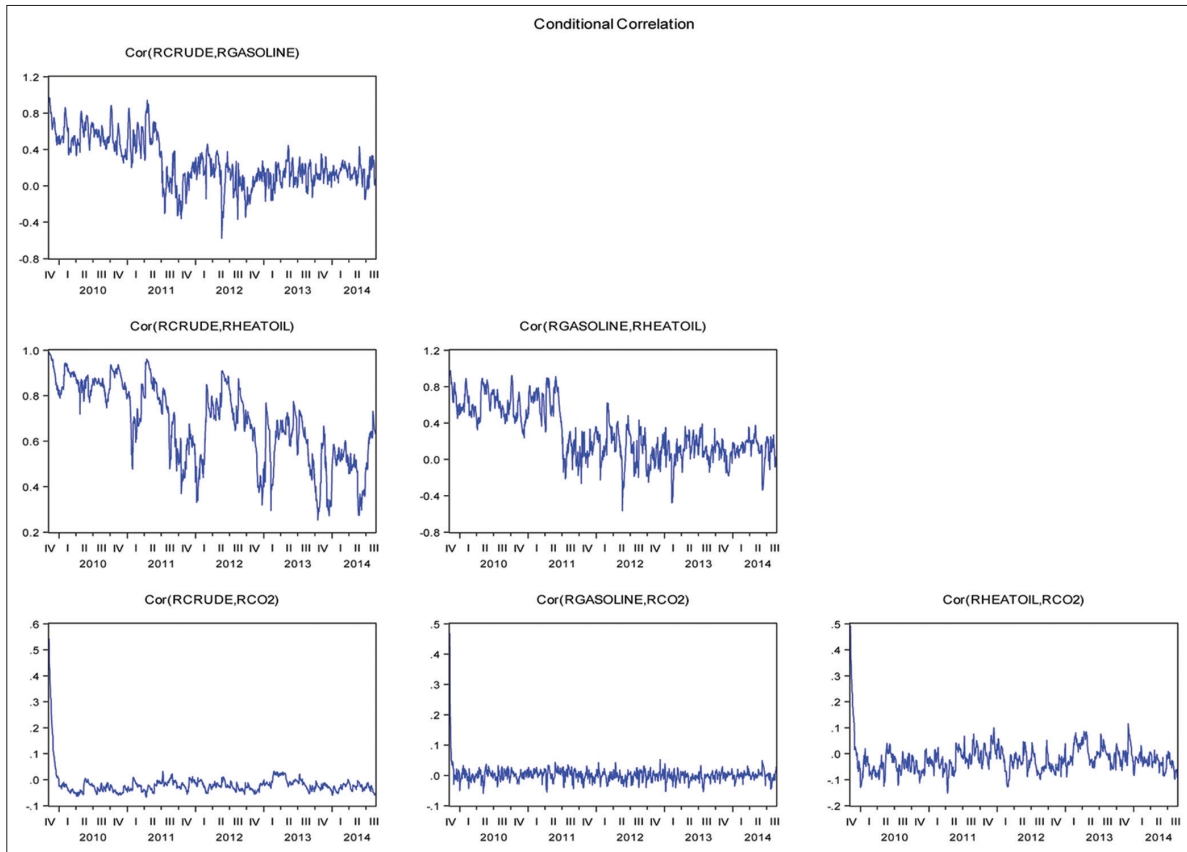 Conditional Correlation
Cor(RCRUDE,RGASOLINE)
1.2
0.8
0.4
0.0
-0.4
-0.8
IV I II III IV I II III IV I II III IV I II III IV I II III
2010 2011 2012 2013 2014
Cor(RCRUDE,RHEATOIL)
1.0
0.8
0.6
0.4
0.2
IV I II III IV I II III IV I II III IV I II III IV I II III
2010 2011 2012 2013 2014
Cor(RGASOLINE,RHEATOIL)
1.2
0.8
0.4
0.0
-0.4
-0.8
IV I II III IV I II III IV I II III IV I II III IV I II III
2010 2011 2012 2013 2014
Cor(RCRUDE,RCO2)
.6
.5
.4
.3
.2
.1
.0
-.1
IV I II III IV I II III IV I II III IV I II III IV I II III
2010 2011 2012 2013 2014
Cor(RGASOLINE,RCO2)
.5
.4
.3
.2
.1
.0
-.1
IV I II III IV I II III IV I II III IV I II III IV I II III
2010 2011 2012 2013 2014
Cor(RHEATOIL,RCO2)
.5
.4
.3
.2
.1
.0
-.1
-.2
IV I II III IV I II III IV I II III IV I II III IV I II III
2010 2011 2012 2013 2014